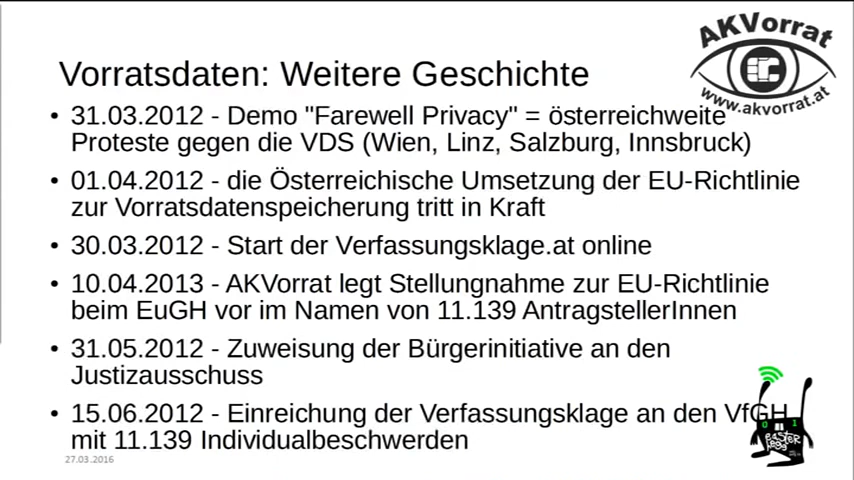 AKVorrat
www.akvorrat.at
Vorratsdaten: Weitere Geschichte
• 31.03.2012 - Demo "Farewell Privacy" = österreichweite
Proteste gegen die VDS (Wien, Linz, Salzburg, Innsbruck)
• 01.04.2012 - die Österreichische Umsetzung der EU-Richtlinie
zur Vorratsdatenspeicherung tritt in Kraft
• 30.03.2012 - Start der Verfassungsklage.at online
• 10.04.2013 - AKVorrat legt Stellungnahme zur EU-Richtlinie
beim EuGH vor im Namen von 11.139 AntragstellerInnen
• 31.05.2012 - Zuweisung der Bürgerinitiative an den
Justizausschuss
• 15.06.2012 - Einreichung der Verfassungsklage an den VfGH
mit 11.139 Individualbeschwerden
0 1
EASTER
HEGG
27.03.2016